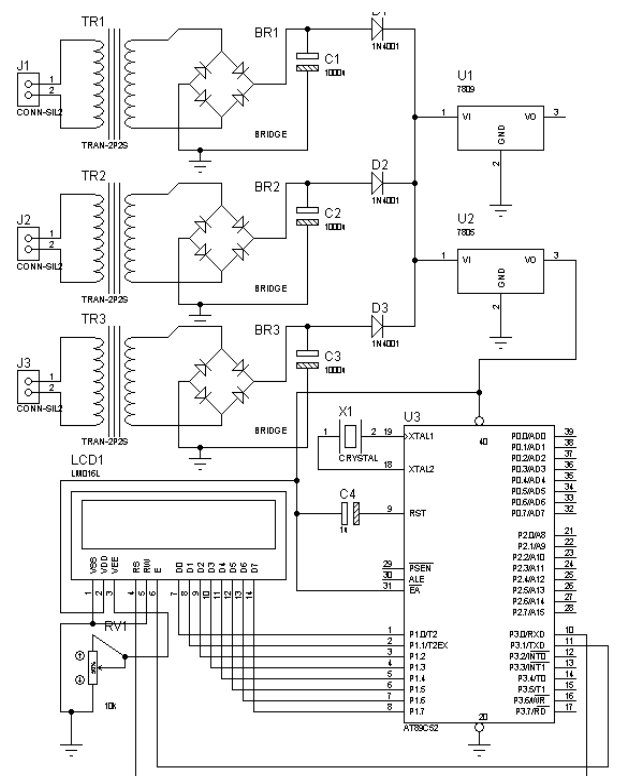 TR1
D1
1N4001
BR1
C1
1000u
J1
1
2
CONN-SIL2
TRAN-2P2S
BRIDGE
U1
7809
1
VI
VO
3
GND
2
TR2
D2
1N4001
BR2
C2
1000u
J2
1
2
CONN-SIL2
TRAN-2P2S
BRIDGE
U2
7805
1
VI
VO
3
GND
2
TR3
D3
1N4001
BR3
C3
1000u
J3
1
2
CONN-SIL2
TRAN-2P2S
BRIDGE
X1
1
2
CRYSTAL
C4
1u
U3
40
19 XTAL1
18 XTAL2
9 RST
29 PSEN
30 ALE
31 EA
1 P1.0/T2
2 P1.1/T2EX
3 P1.2
4 P1.3
5 P1.4
6 P1.5
7 P1.6
8 P1.7
P0.0/AD0 39
P0.1/AD1 38
P0.2/AD2 37
P0.3/AD3 36
P0.4/AD4 35
P0.5/AD5 34
P0.6/AD6 33
P0.7/AD7 32
P2.0/A8 21
P2.1/A9 22
P2.2/A10 23
P2.3/A11 24
P2.4/A12 25
P2.5/A13 26
P2.6/A14 27
P2.7/A15 28
P3.0/RXD 10
P3.1/TXD 11
P3.2/INT0 12
P3.3/INT1 13
P3.4/T0 14
P3.5/T1 15
P3.6/WR 16
P3.7/RD 17
20
AT89C52
LCD1
LM016L
VSS VDD VEE RS RW E D0 D1 D2 D3 D4 D5 D6 D7
1 2 3 4 5 6 7 8 9 10 11 12 13 14
RV1
50%
10k